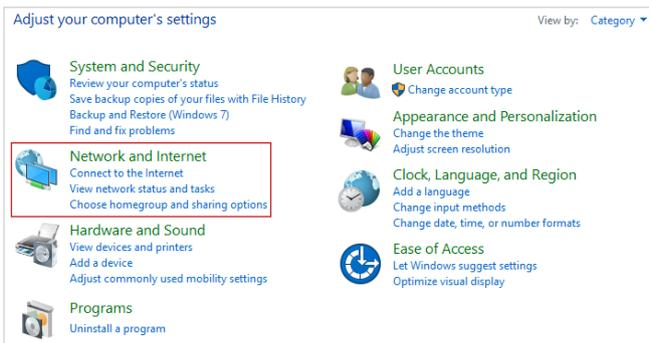 Adjust your computer's settings
View by: Category
System and Security
Review your computer's status
Save backup copies of your files with File History
Backup and Restore (Windows 7)
Find and fix problems
Network and Internet
Connect to the Internet
View network status and tasks
Choose homegroup and sharing options
Hardware and Sound
View devices and printers
Add a device
Adjust commonly used mobility settings
Programs
Uninstall a program
User Accounts
Change account type
Appearance and Personalization
Change the theme
Adjust screen resolution
Clock, Language, and Region
Add a language
Change input methods
Change date, time, or number formats
Ease of Access
Let Windows suggest settings
Optimize visual display